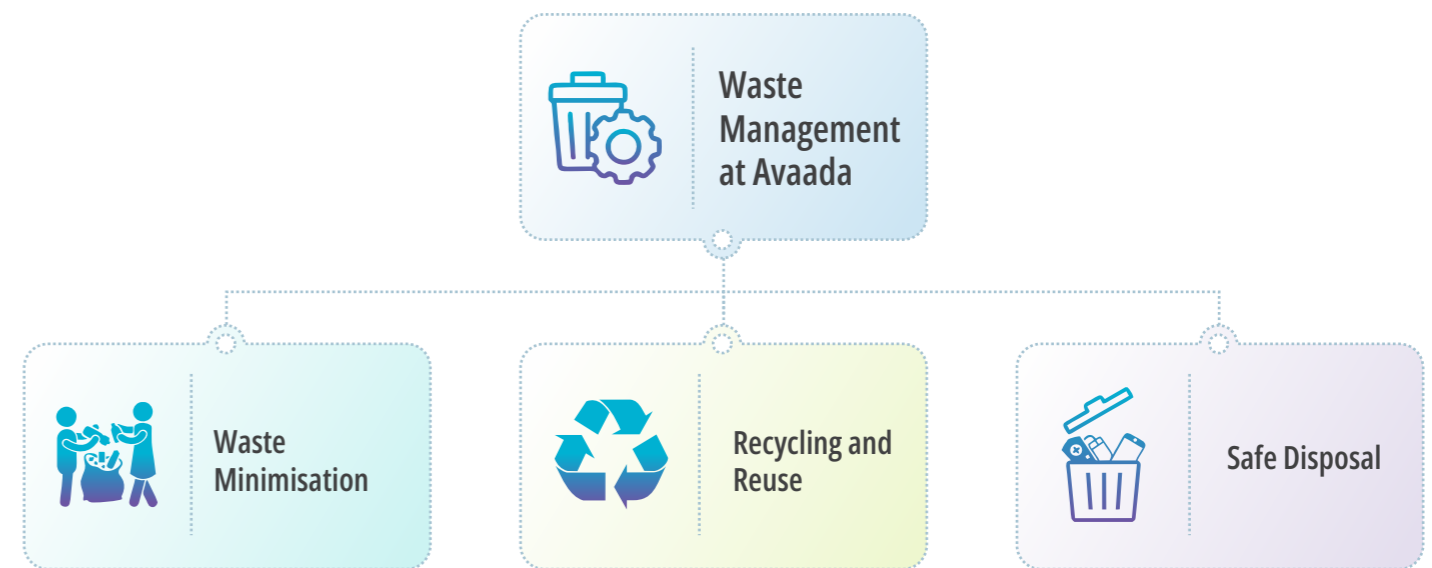 Waste
Management
at Avaada
Waste
Minimisation
Recycling and
Reuse
Safe Disposal